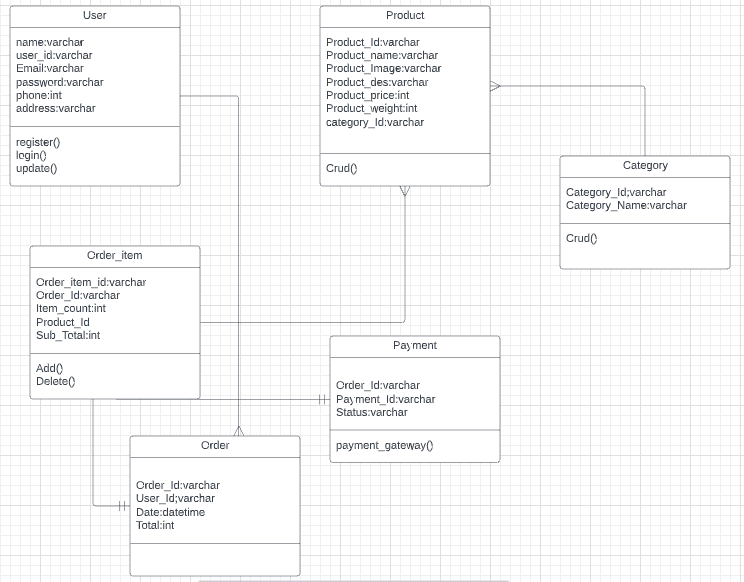 User
name:varchar
user_id:varchar
Email:varchar
password:varchar
phone:int
address:varchar
register()
login()
update()
Product
Product_Id:varchar
Product_name:varchar
Product_Image:varchar
Product_des:varchar
Product_price:int
Product_weight:int
category_Id:varchar
Crud()
Category
Category_Id;varchar
Category_Name:varchar
Crud()
Order_item
Order_item_id:varchar
Order_Id:varchar
Item_count:int
Product_Id
Sub_Total:int
Add()
Delete()
Payment
Order_Id:varchar
Payment_Id:varchar
Status:varchar
payment_gateway()
Order
Order_Id:varchar
User_Id;varchar
Date:datetime
Total:int